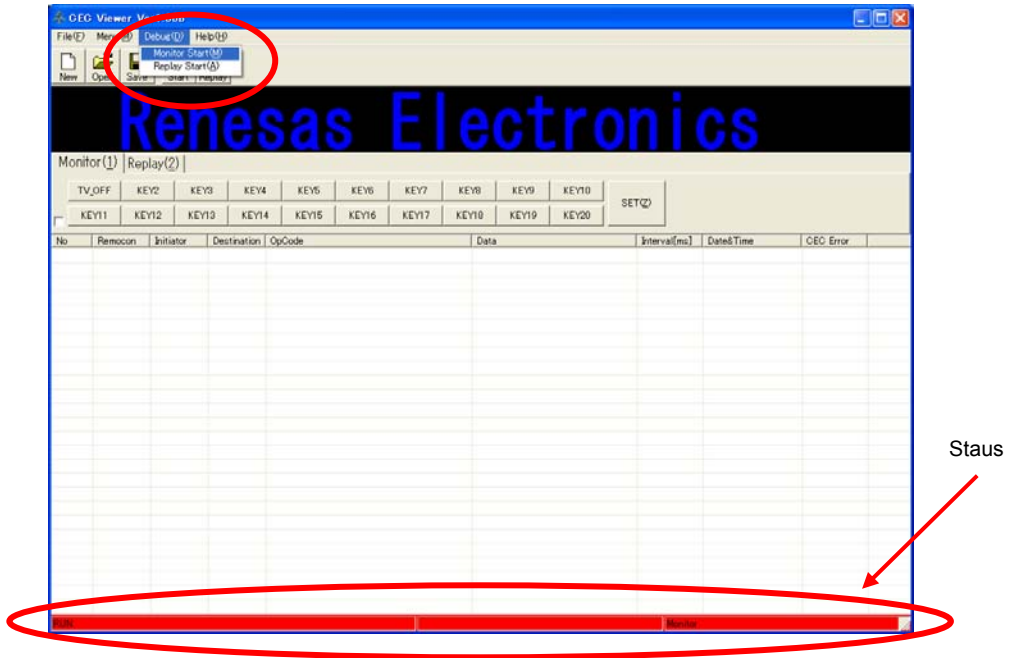 CEC Viewer
File(F) Debug(D) Help(H)
Monitor Start(M)
Replay Start(A)
New Open Save Start Replay
Renesas Electronics
Monitor(1) Replay(2)
TV_OFF KEY2 KEY3 KEY4 KEY5 KEY6 KEY7 KEY8 KEY9 KEY10
SET(Z)
KEY11 KEY12 KEY13 KEY14 KEY15 KEY16 KEY17 KEY18 KEY19 KEY20
No Remocon Initiator Destination OpCode Data Interval[ms] Date&Time CEC Error
Staus
RUN Monitor